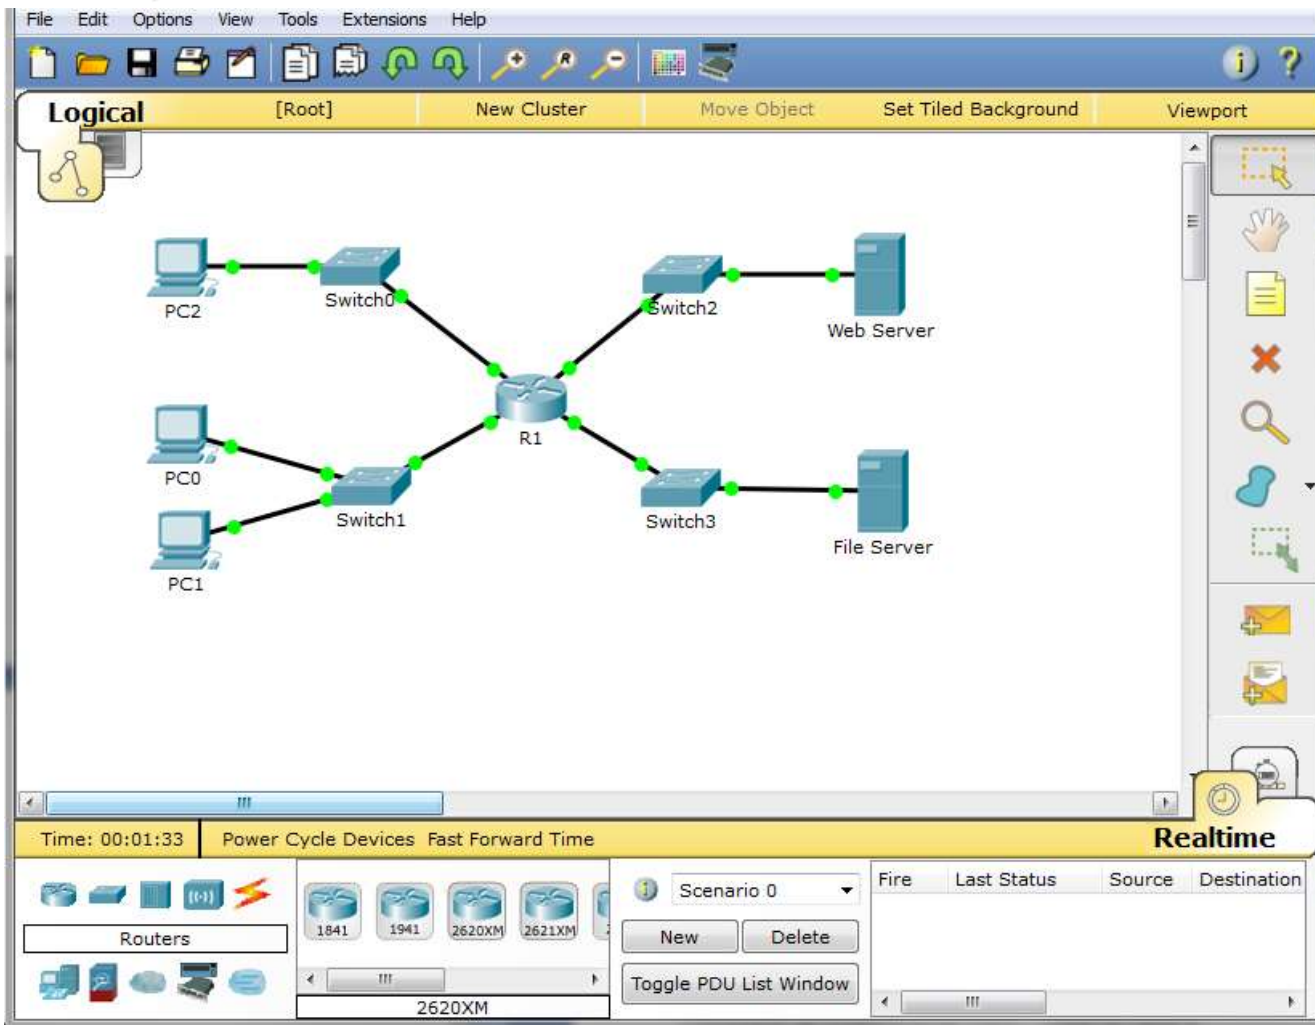 File Edit Options View Tools Extensions Help
Logical [Root] New Cluster Move Object Set Tiled Background Viewport
PC2
Switch0
Switch2
Web Server
R1
PC0
Switch1
Switch3
File Server
PC1
Time: 00:01:33 Power Cycle Devices Fast Forward Time Realtime
Routers
1841 1941 2620XM 2621XM
2620XM
Scenario 0
New Delete
Toggle PDU List Window
Fire Last Status Source Destination